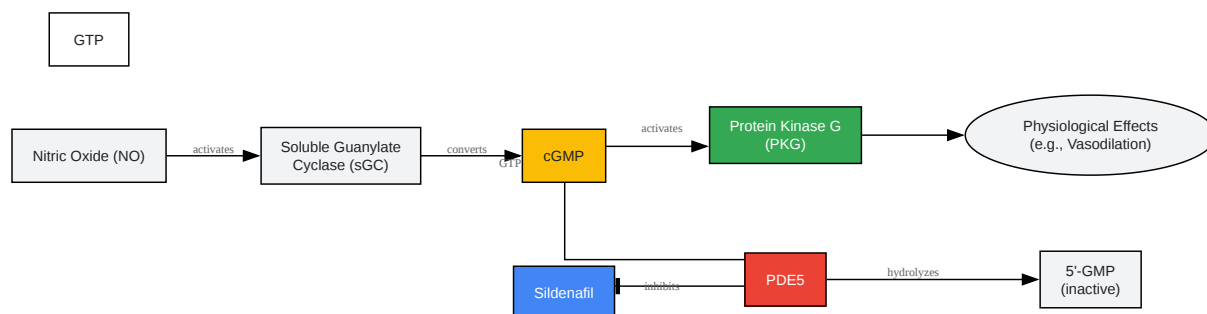 GTP
Nitric Oxide (NO)
activates
Soluble Guanylate
Cyclase (sGC)
converts
GTP
cGMP
activates
Protein Kinase G
(PKG)
Physiological Effects
(e.g., Vasodilation)
Sildenafil
inhibits
PDE5
hydrolyzes
5'-GMP
(inactive)